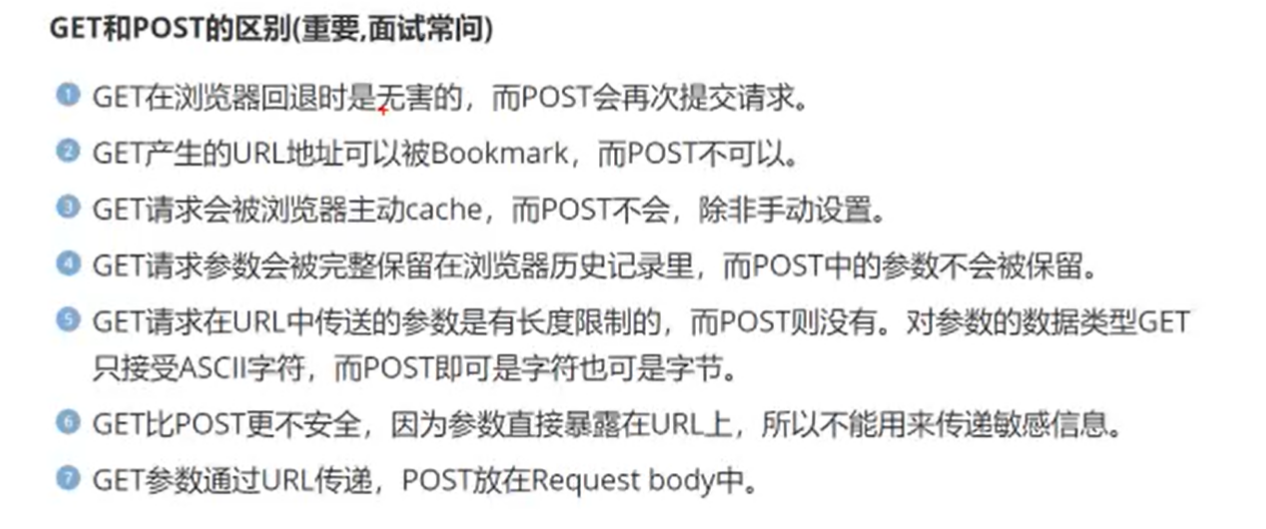 GET和POST的区别(重要,面试常问)
1 GET在浏览器回退时是无害的，而POST会再次提交请求。
2 GET产生的URL地址可以被Bookmark，而POST不可以。
3 GET请求会被浏览器主动cache，而POST不会，除非手动设置。
4 GET请求参数会被完整保留在浏览器历史记录里，而POST中的参数不会被保留。
5 GET请求在URL中传送的参数是有长度限制的，而POST则没有。对参数的数据类型GET
只接受ASCII字符，而POST即可是字符也可是字节。
6 GET比POST更不安全，因为参数直接暴露在URL上，所以不能用来传递敏感信息。
7 GET参数通过URL传递，POST放在Request body中。